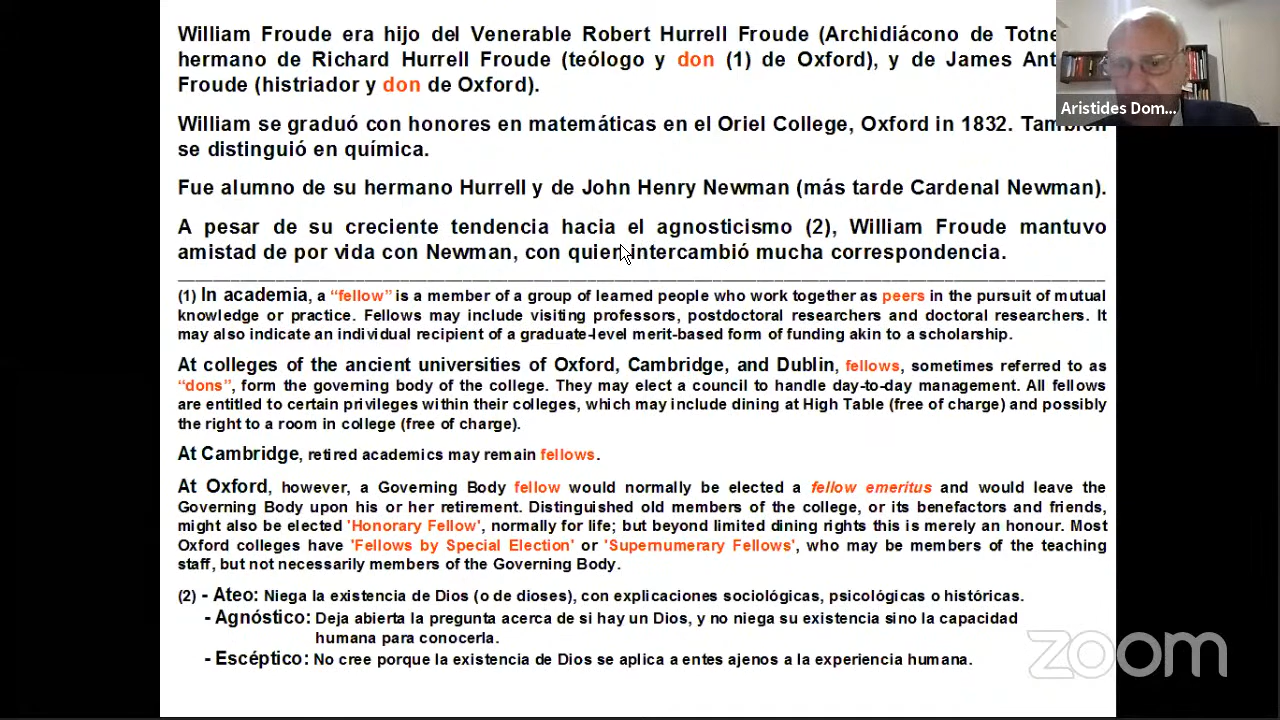 William Froude era hijo del Venerable Robert Hurrell Froude (Archidiácono de Totne
hermano de Richard Hurrell Froude (teólogo y don (1) de Oxford), y de James Ant
Froude (histriador y don de Oxford).
William se graduó con honores en matemáticas en el Oriel College, Oxford in 1832. También
se distinguió en química.
Fue alumno de su hermano Hurrell y de John Henry Newman (más tarde Cardenal Newman).
A pesar de su creciente tendencia hacia el agnosticismo (2), William Froude mantuvo
amistad de por vida con Newman, con quien intercambió mucha correspondencia.
(1) In academia, a “fellow” is a member of a group of learned people who work together as peers in the pursuit of mutual
knowledge or practice. Fellows may include visiting professors, postdoctoral researchers and doctoral researchers. It
may also indicate an individual recipient of a graduate-level merit-based form of funding akin to a scholarship.
At colleges of the ancient universities of Oxford, Cambridge, and Dublin, fellows, sometimes referred to as
“dons”, form the governing body of the college. They may elect a council to handle day-to-day management. All fellows
are entitled to certain privileges within their colleges, which may include dining at High Table (free of charge) and possibly
the right to a room in college (free of charge).
At Cambridge, retired academics may remain fellows.
At Oxford, however, a Governing Body fellow would normally be elected a fellow emeritus and would leave the
Governing Body upon his or her retirement. Distinguished old members of the college, or its benefactors and friends,
might also be elected 'Honorary Fellow', normally for life; but beyond limited dining rights this is merely an honour. Most
Oxford colleges have 'Fellows by Special Election' or 'Supernumerary Fellows', who may be members of the teaching
staff, but not necessarily members of the Governing Body.
(2) - Ateo: Niega la existencia de Dios (o de dioses), con explicaciones sociológicas, psicológicas o históricas.
- Agnóstico: Deja abierta la pregunta acerca de si hay un Dios, y no niega su existencia sino la capacidad
humana para conocerla.
- Escéptico: No cree porque la existencia de Dios se aplica a entes ajenos a la experiencia humana.
Aristides Dom...
zoom